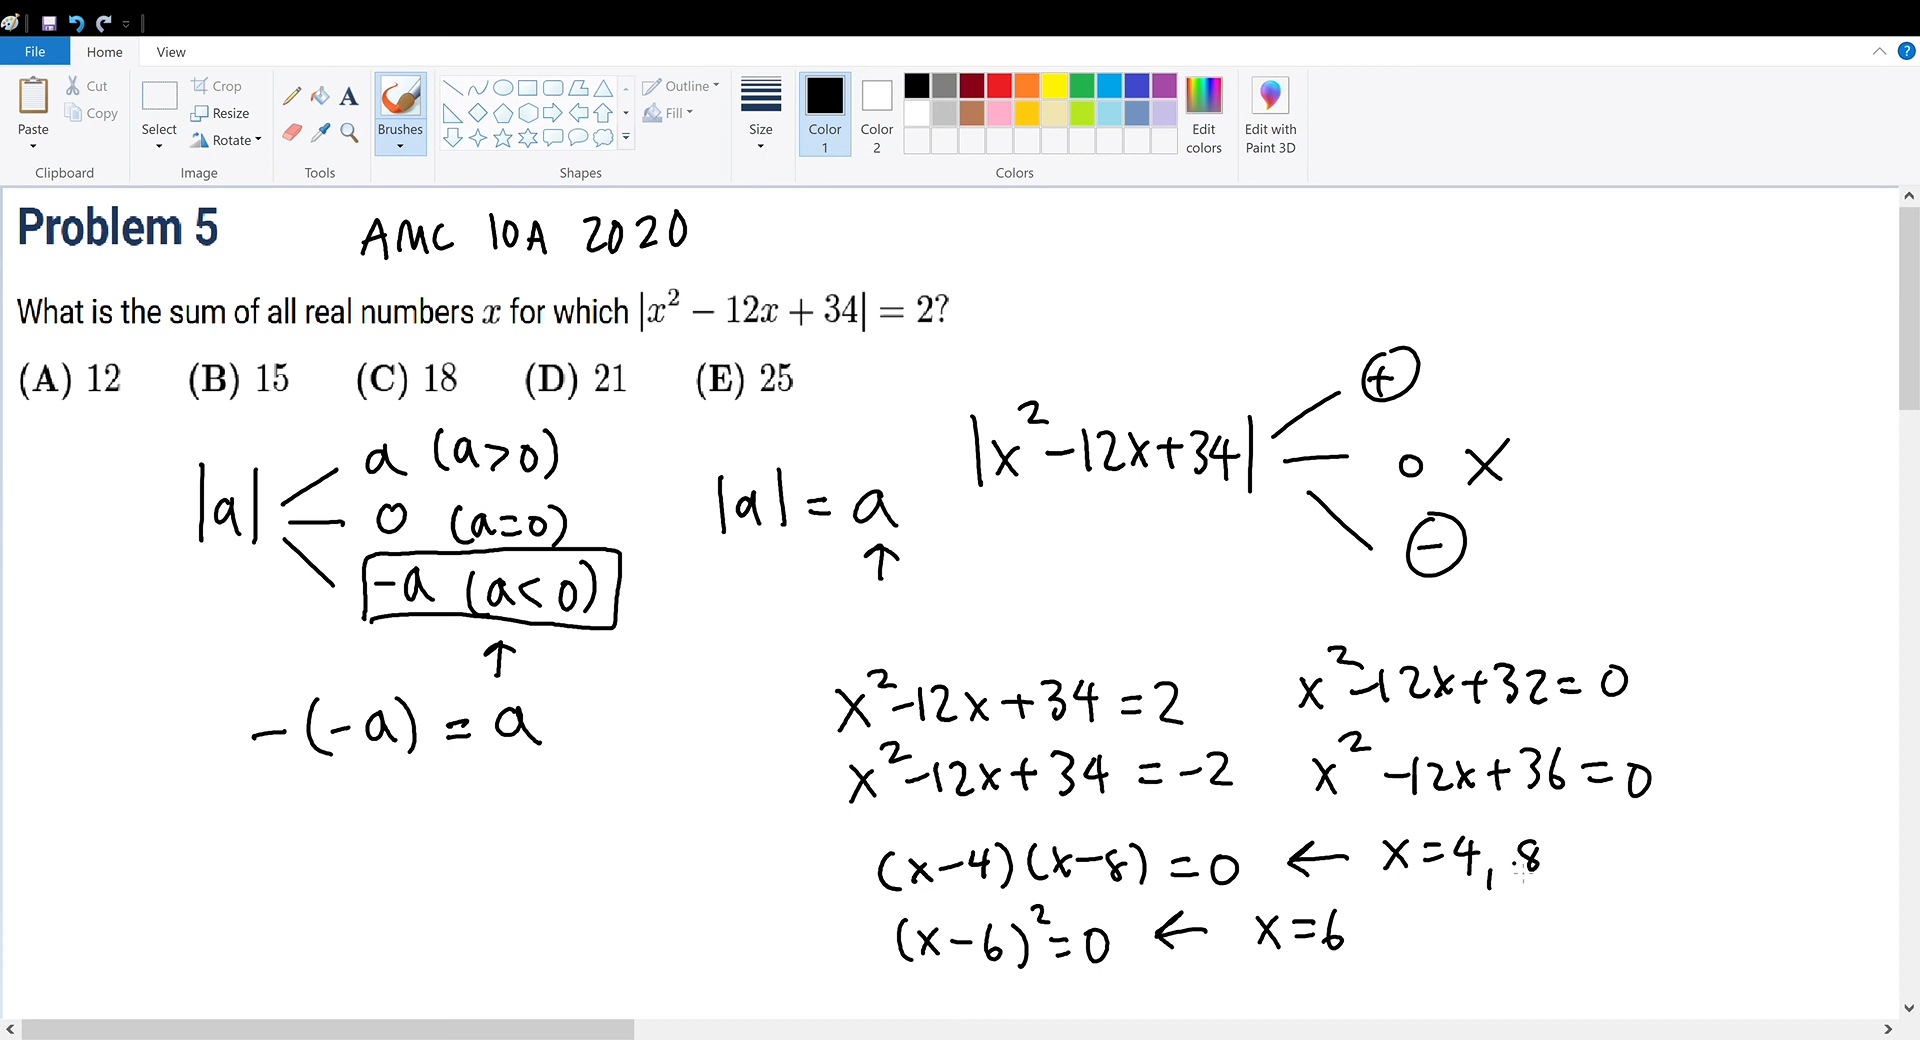 File Home View
Paste Cut Copy Select Crop Resize Rotate A Brushes Outline Fill Size Color 1 Color 2 Edit colors Edit with Paint 3D ?
Clipboard Image Tools Shapes Colors
Problem 5 AMC 10A 2020
What is the sum of all real numbers x for which |x² − 12x + 34| = 2?
(A) 12 (B) 15 (C) 18 (D) 21 (E) 25
|a|
a (a>0)
0 (a=0)
-a (a<0)
↑
-(-a) = a
|a| = a
↑
|x²-12x+34|
+
0 X
-
x²-12x+34=2 x²-12x+32=0
x²-12x+34=-2 x²-12x+36=0
(x-4)(x-8)=0 ← x=4, 8
(x-6)²=0 ← x=6